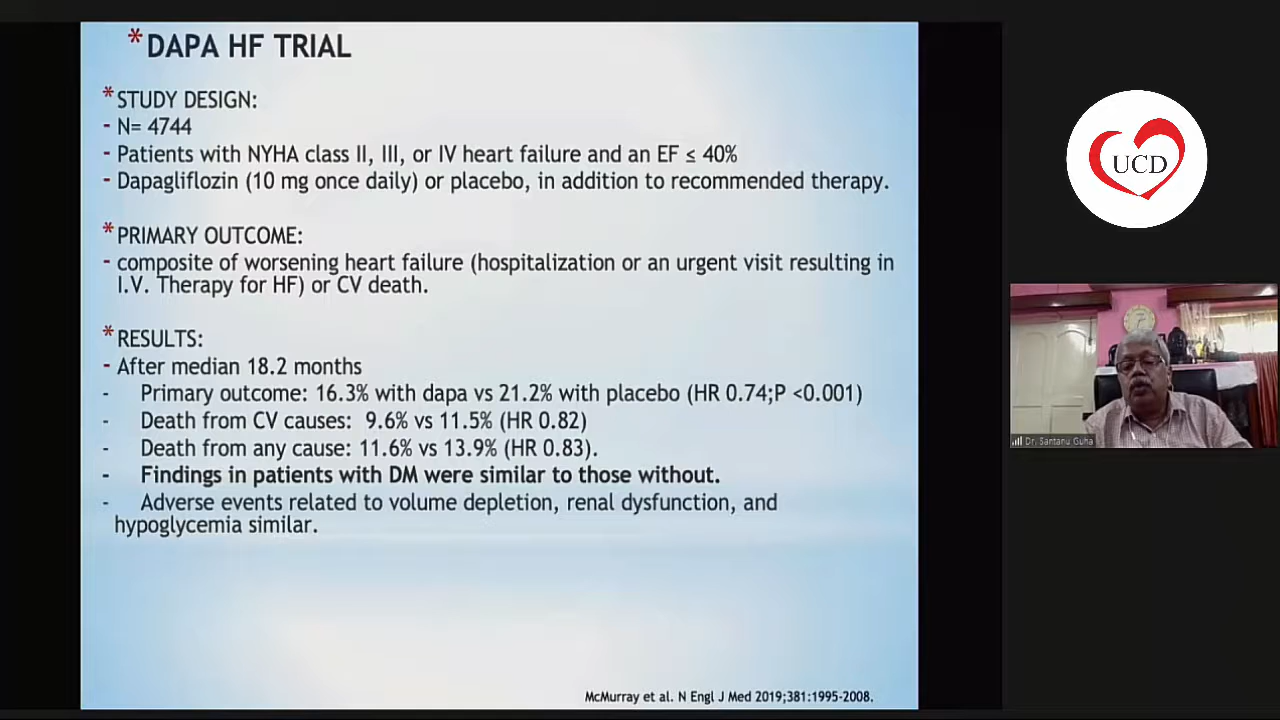 * DAPA HF TRIAL
* STUDY DESIGN:
- N= 4744
- Patients with NYHA class II, III, or IV heart failure and an EF ≤ 40%
- Dapagliflozin (10 mg once daily) or placebo, in addition to recommended therapy.
* PRIMARY OUTCOME:
- composite of worsening heart failure (hospitalization or an urgent visit resulting in
I.V. Therapy for HF) or CV death.
* RESULTS:
- After median 18.2 months
- Primary outcome: 16.3% with dapa vs 21.2% with placebo (HR 0.74;P <0.001)
- Death from CV causes: 9.6% vs 11.5% (HR 0.82)
- Death from any cause: 11.6% vs 13.9% (HR 0.83).
- Findings in patients with DM were similar to those without.
- Adverse events related to volume depletion, renal dysfunction, and
hypoglycemia similar.
McMurray et al. N Engl J Med 2019;381:1995-2008.
UCD
Dr. Santanu Guha